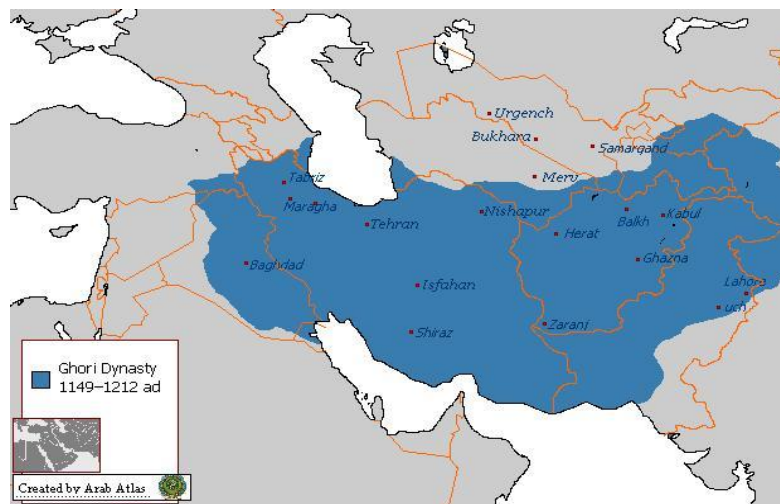 Urgench
Bukhara
Samarqand
Merv
Tabriz
Maragha
Nishapur
Tehran
Balkh
Kabul
Herat
Baghdad
Ghazna
Isfahan
Lahora
uch
Shiraz
Zaranj
Ghori Dynasty
1149-1212 ad
Created by Arab Atlas